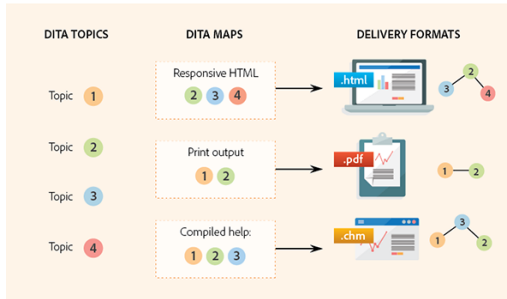 DITA TOPICS
DITA MAPS
DELIVERY FORMATS
Topic 1
Topic 2
Topic 3
Topic 4
Responsive HTML
2 3 4
Print output
1 2
Compiled help:
1 2 3
.html
2
3
4
.pdf
1 2
.chm
3
1
2